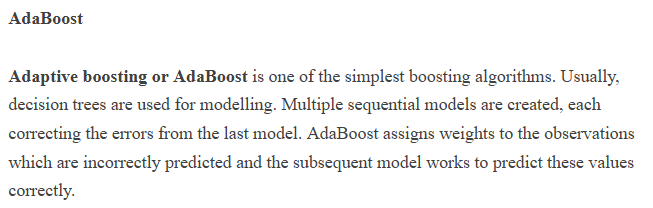 AdaBoost
Adaptive boosting or AdaBoost is one of the simplest boosting algorithms. Usually,
decision trees are used for modelling. Multiple sequential models are created, each
correcting the errors from the last model. AdaBoost assigns weights to the observations
which are incorrectly predicted and the subsequent model works to predict these values
correctly.